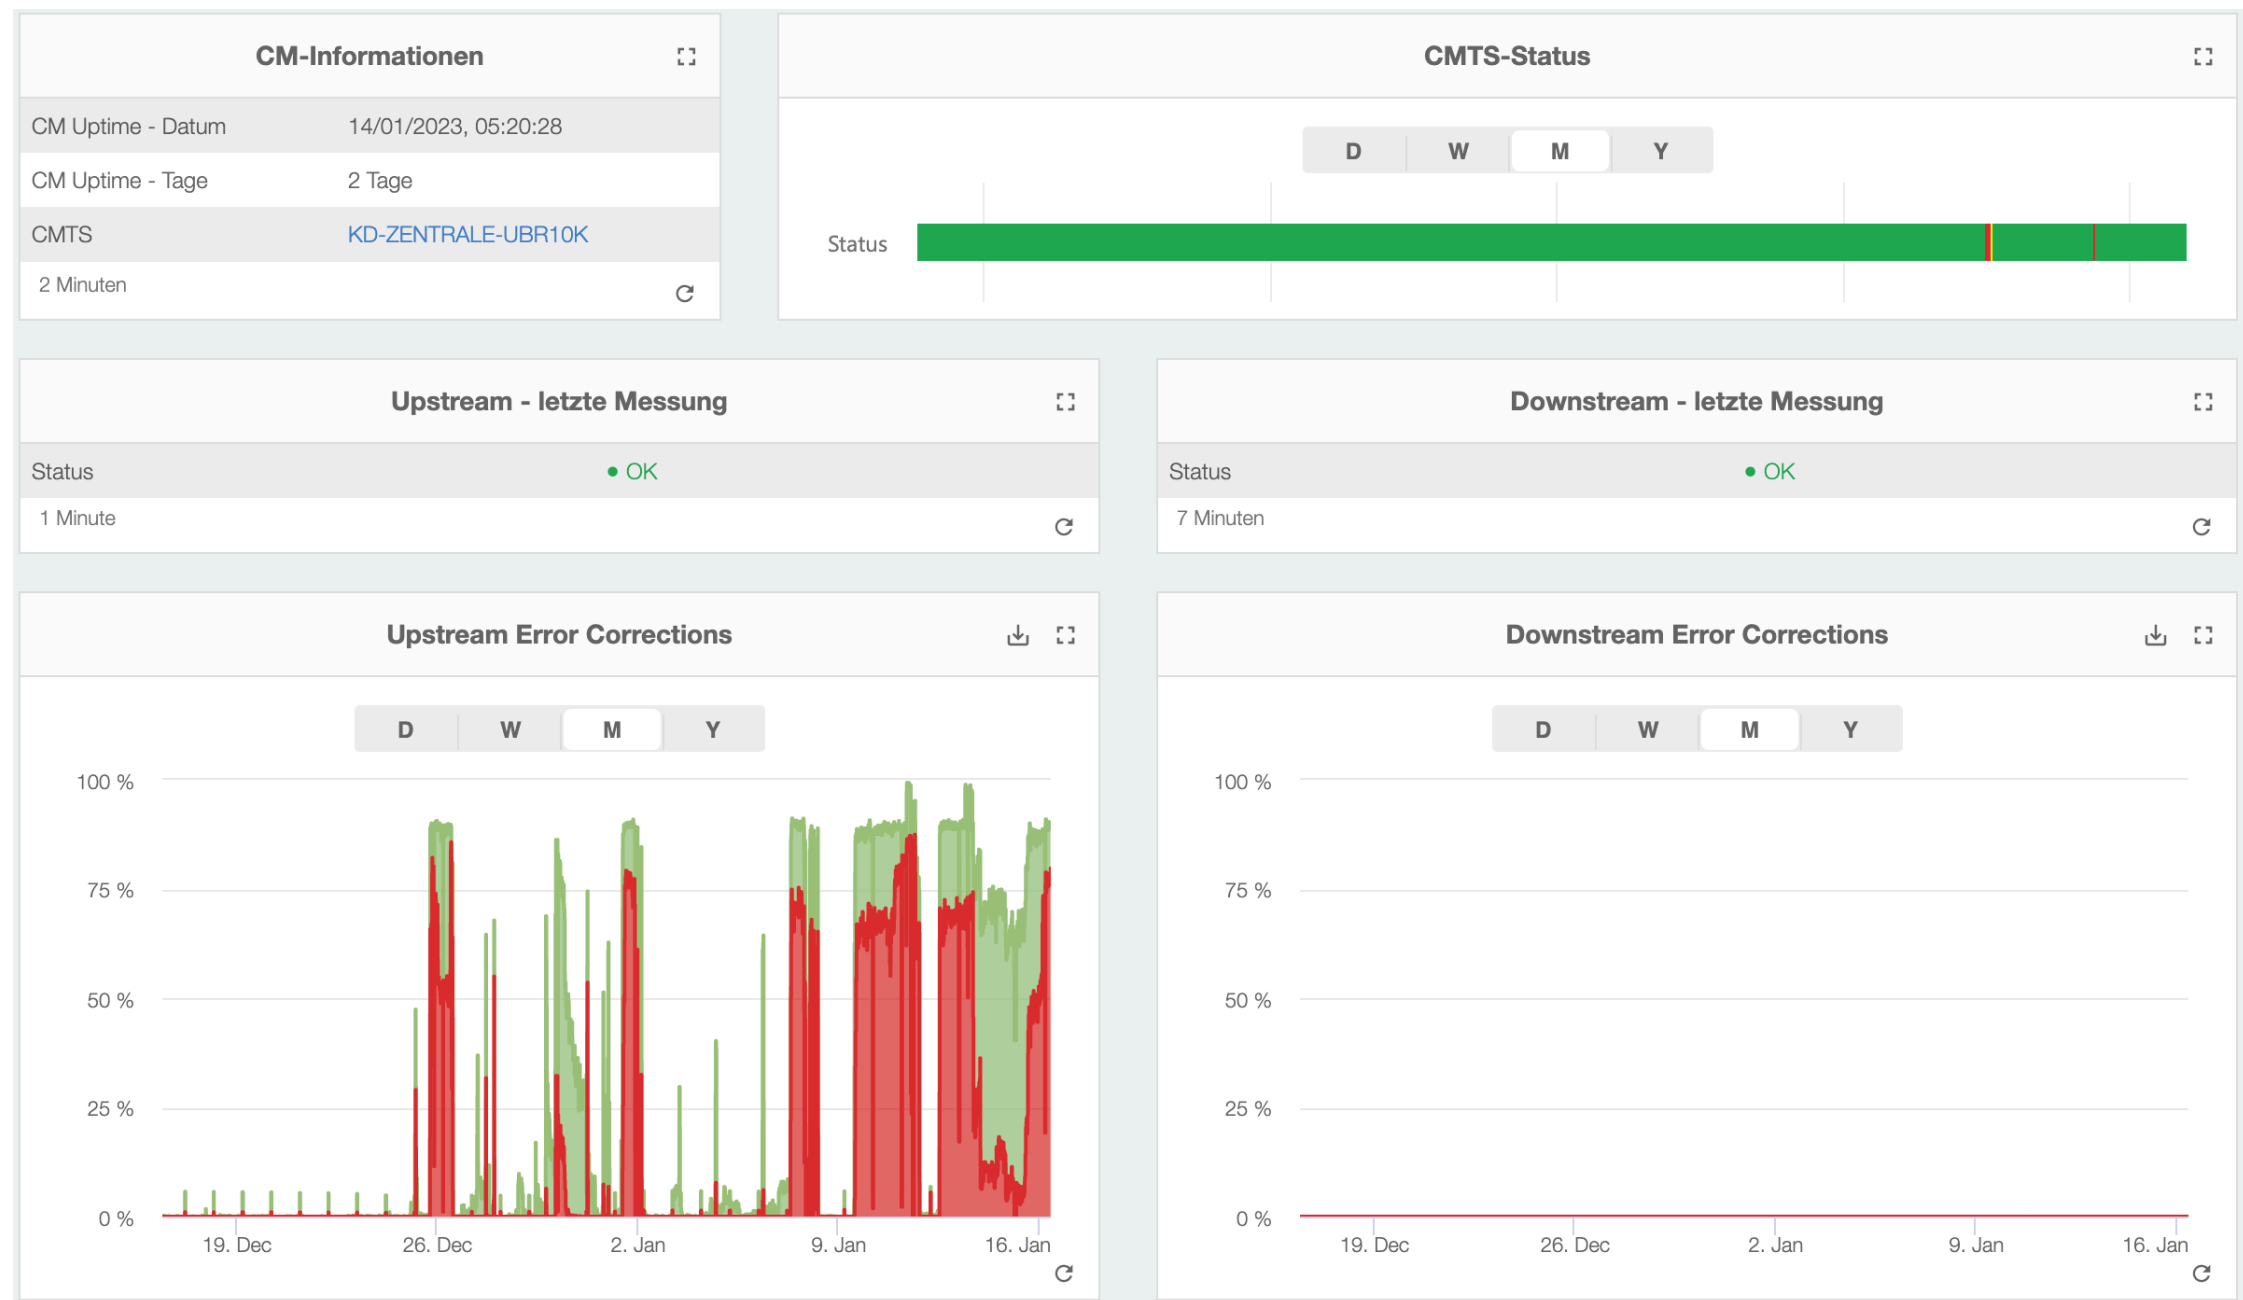 CM-Informationen
CM Uptime - Datum 14/01/2023, 05:20:28
CM Uptime - Tage 2 Tage
CMTS KD-ZENTRALE-UBR10K
2 Minuten
CMTS-Status
D W M Y
Status
Upstream - letzte Messung
Status OK
1 Minute
Downstream - letzte Messung
Status OK
7 Minuten
Upstream Error Corrections
D W M Y
100 %
75 %
50 %
25 %
0 %
19. Dec 26. Dec 2. Jan 9. Jan 16. Jan
Downstream Error Corrections
D W M Y
100 %
75 %
50 %
25 %
0 %
19. Dec 26. Dec 2. Jan 9. Jan 16. Jan